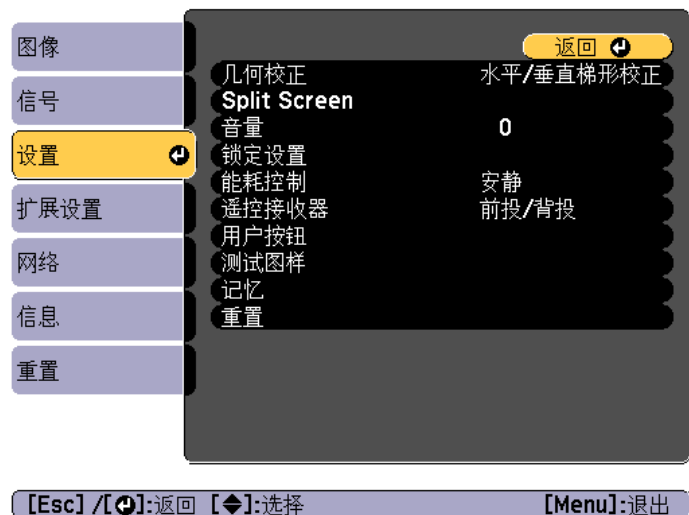 图像
信号
设置
扩展设置
网络
信息
重置
返回
几何校正 水平/垂直梯形校正
Split Screen
音量 0
锁定设置
能耗控制 安静
遥控接收器 前投/背投
用户按钮
测试图样
记忆
重置
[Esc] /[⏎]:返回 [◆]:选择 [Menu]:退出